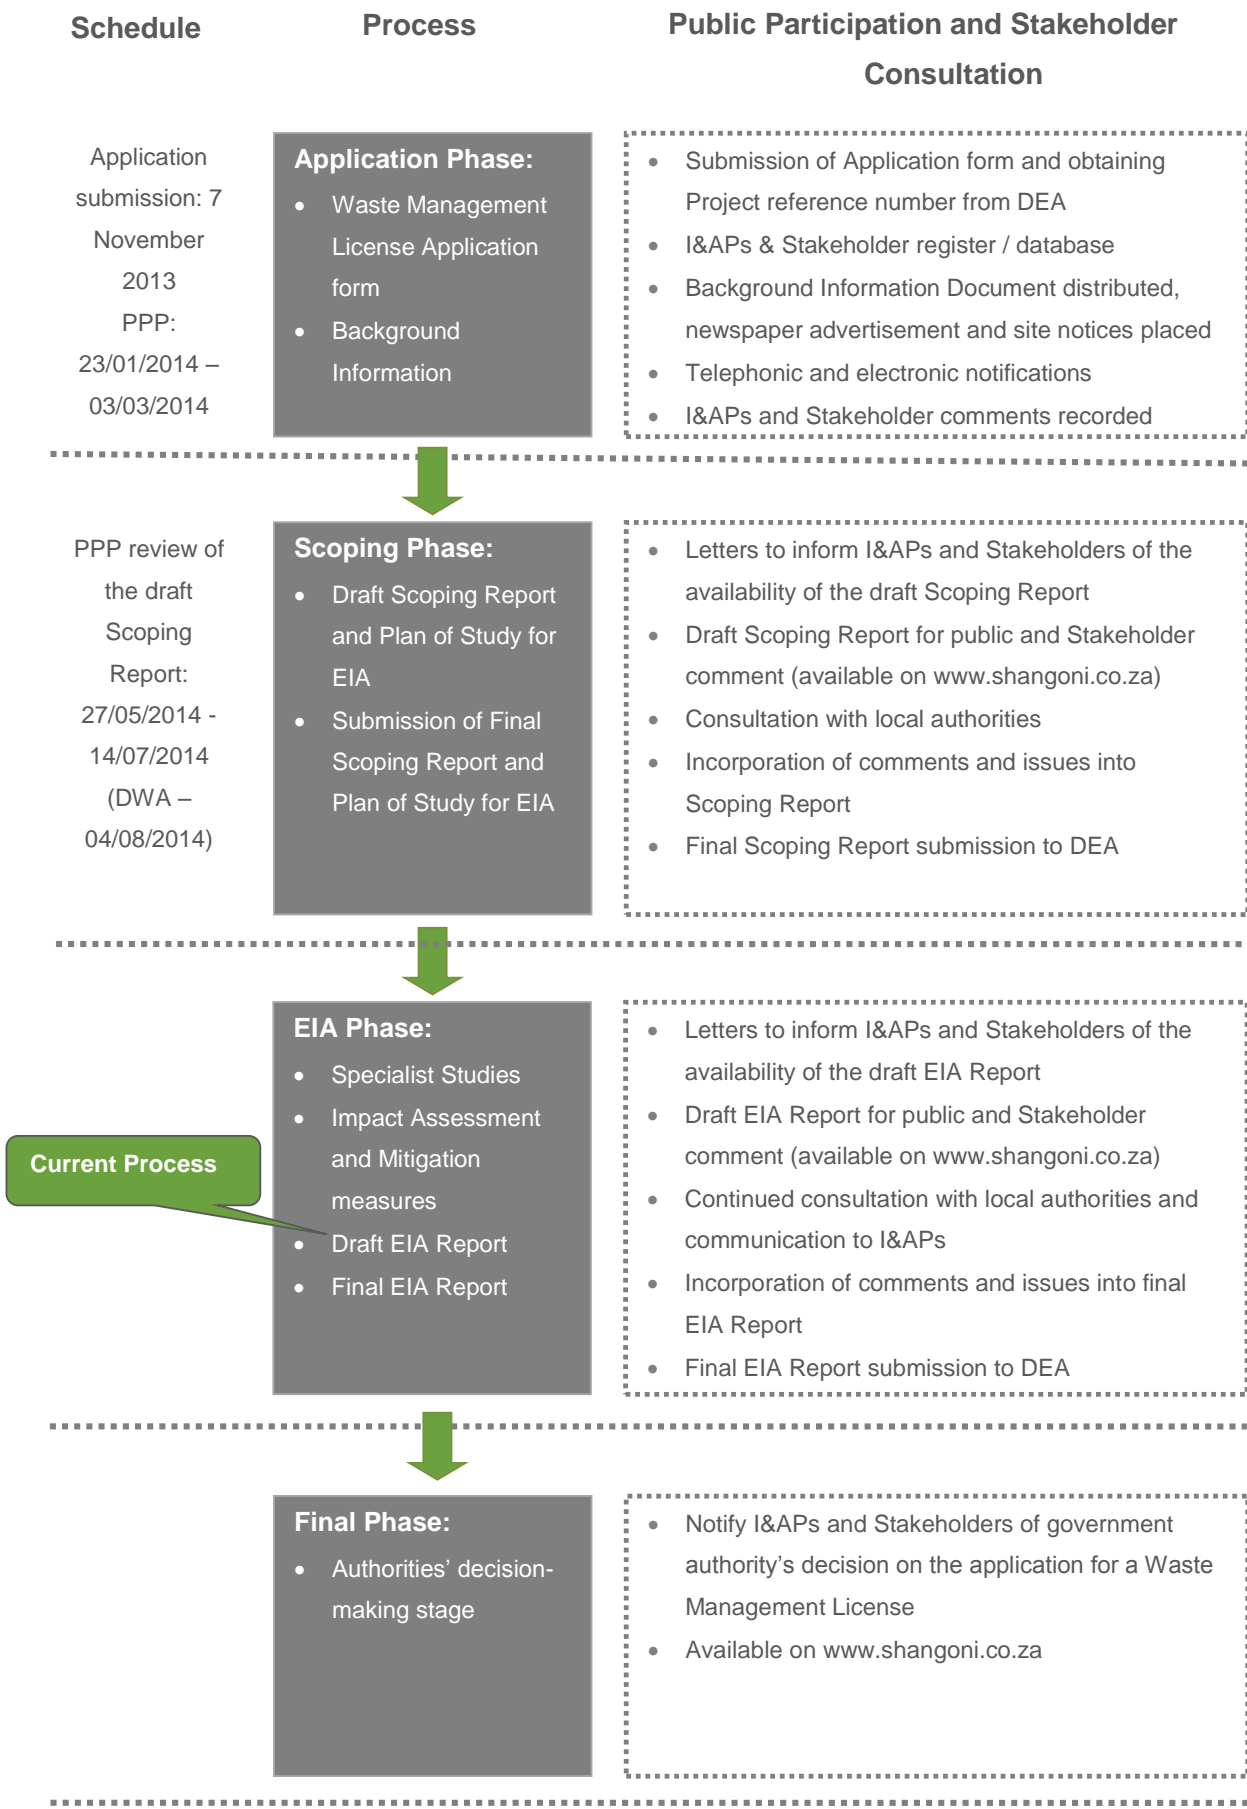 Schedule
Process
Public Participation and Stakeholder
Consultation
Application
submission: 7
November
2013
PPP:
23/01/2014 –
03/03/2014
Application Phase:
• Waste Management
License Application
form
• Background
Information
• Submission of Application form and obtaining
Project reference number from DEA
• I&APs & Stakeholder register / database
• Background Information Document distributed,
newspaper advertisement and site notices placed
• Telephonic and electronic notifications
• I&APs and Stakeholder comments recorded
PPP review of
the draft
Scoping
Report:
27/05/2014 -
14/07/2014
(DWA –
04/08/2014)
Scoping Phase:
• Draft Scoping Report
and Plan of Study for
EIA
• Submission of Final
Scoping Report and
Plan of Study for EIA
• Letters to inform I&APs and Stakeholders of the
availability of the draft Scoping Report
• Draft Scoping Report for public and Stakeholder
comment (available on www.shangoni.co.za)
• Consultation with local authorities
• Incorporation of comments and issues into
Scoping Report
• Final Scoping Report submission to DEA
Current Process
EIA Phase:
• Specialist Studies
• Impact Assessment
and Mitigation
measures
• Draft EIA Report
• Final EIA Report
• Letters to inform I&APs and Stakeholders of the
availability of the draft EIA Report
• Draft EIA Report for public and Stakeholder
comment (available on www.shangoni.co.za)
• Continued consultation with local authorities and
communication to I&APs
• Incorporation of comments and issues into final
EIA Report
• Final EIA Report submission to DEA
Final Phase:
• Authorities’ decision-
making stage
• Notify I&APs and Stakeholders of government
authority’s decision on the application for a Waste
Management License
• Available on www.shangoni.co.za